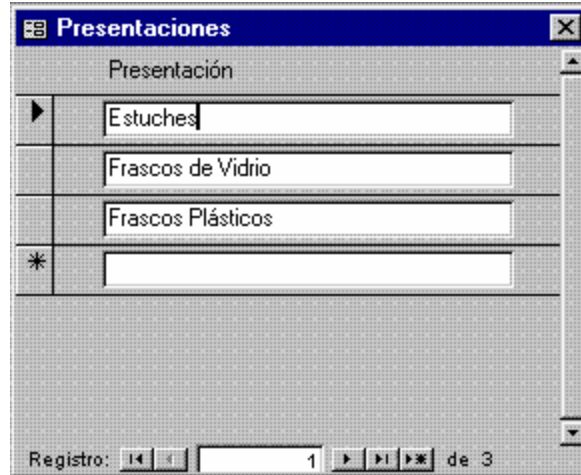 Presentaciones
Presentación
Estuches
Frascos de Vidrio
Frascos Plásticos
Registro: 1 de 3